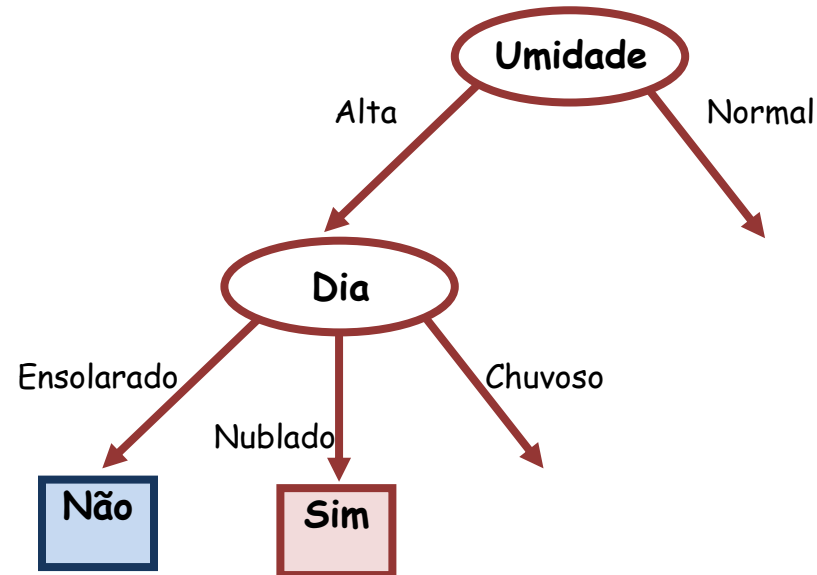 Umidade
Alta
Normal
Dia
Ensolarado
Chuvoso
Nublado
Não
Sim